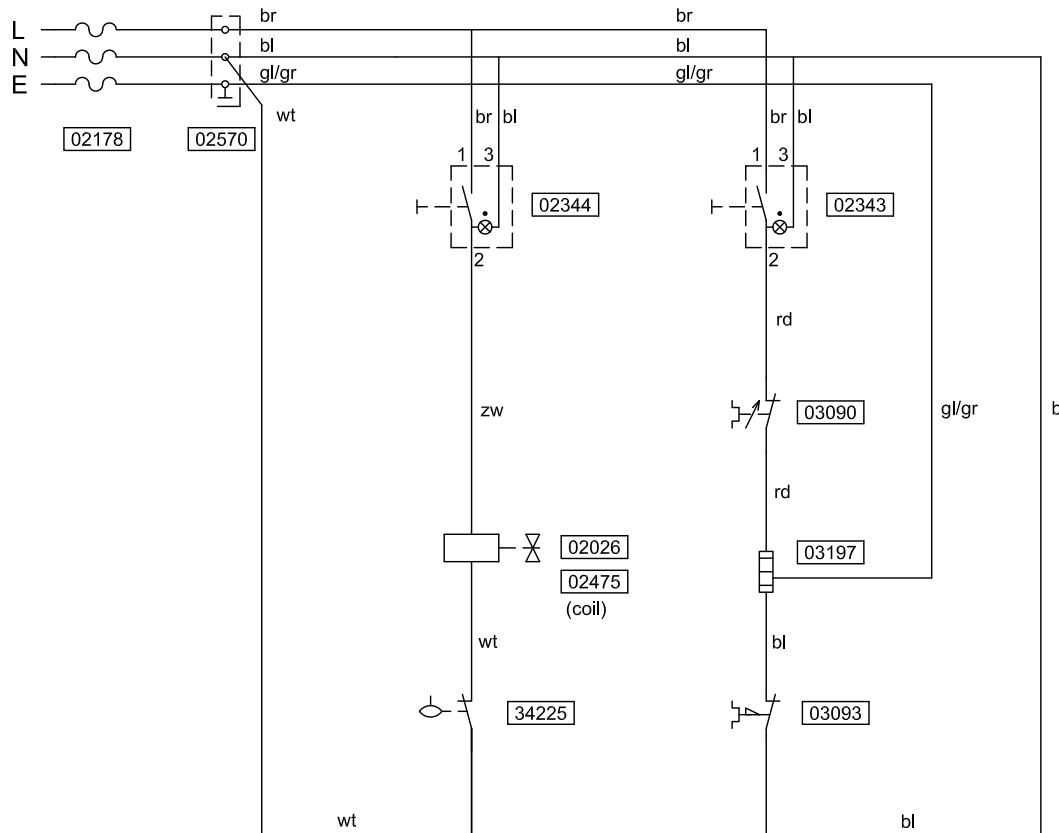 L
br
br
N
bl
bl
E
gl/gr
gl/gr
wt
br
bl
br
bl
02178
02570
1
3
1
3
02344
02343
2
2
rd
zw
03090
gl/gr
rd
02026
03197
02475
(coil)
wt
bl
34225
03093
wt
bl